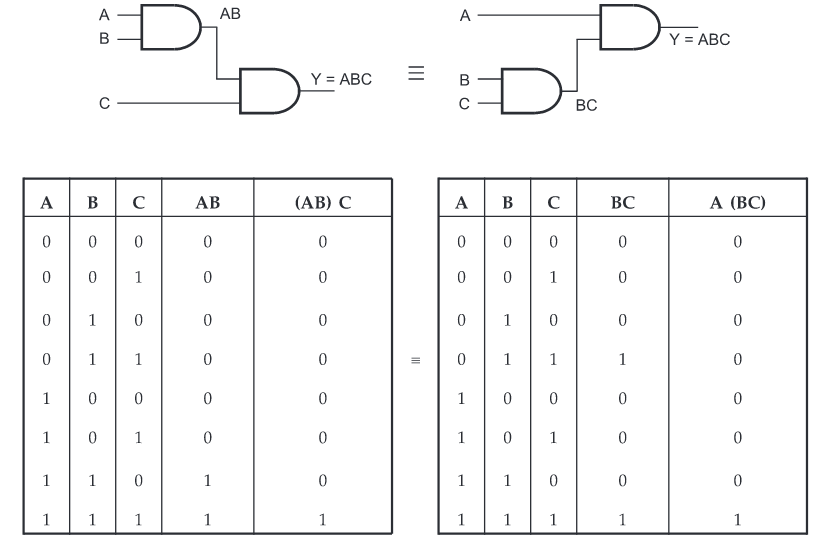 A
B
AB
C
Y = ABC
≡
A
B
C
BC
Y = ABC
A B C AB (AB) C
0 0 0 0 0
0 0 1 0 0
0 1 0 0 0
0 1 1 0 0
1 0 0 0 0
1 0 1 0 0
1 1 0 1 0
1 1 1 1 1
≡
A B C BC A (BC)
0 0 0 0 0
0 0 1 0 0
0 1 0 0 0
0 1 1 1 0
1 0 0 0 0
1 0 1 0 0
1 1 0 0 0
1 1 1 1 1